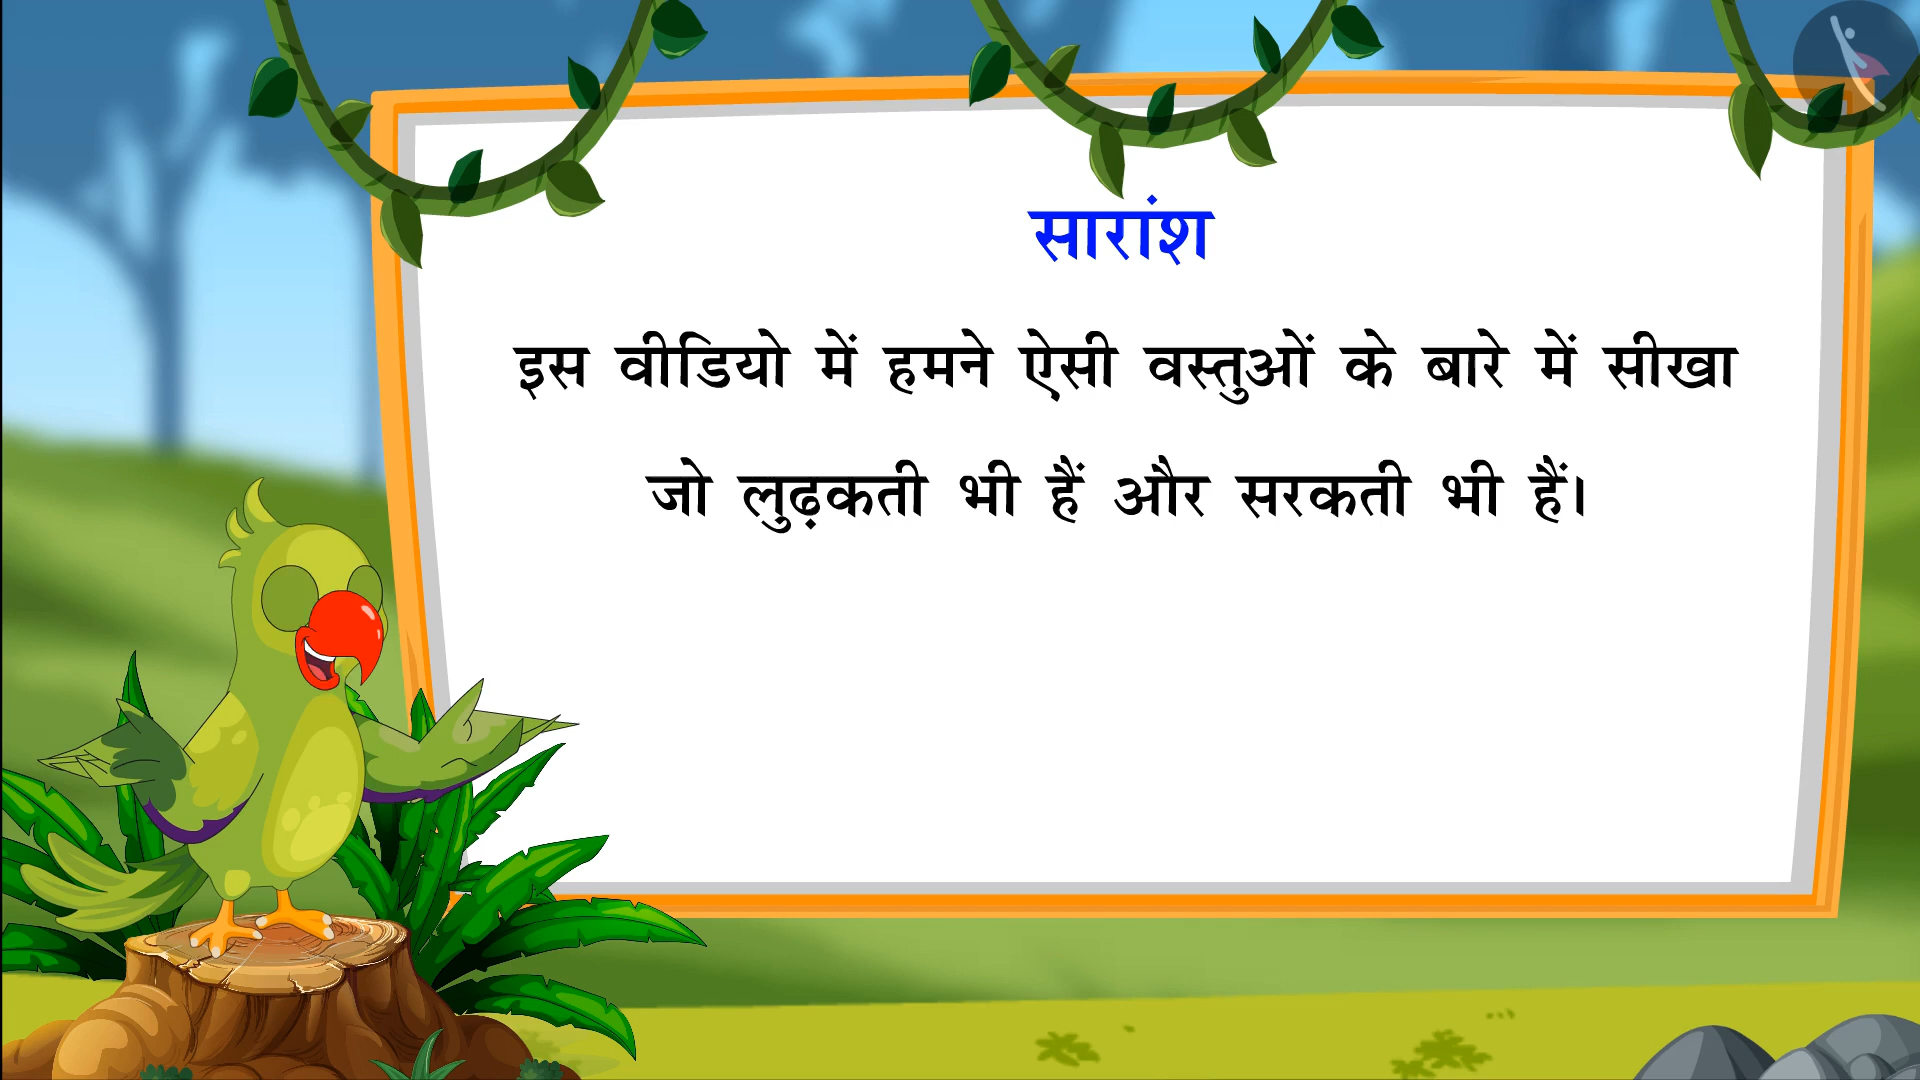 सारांश
इस वीडियो में हमने ऐसी वस्तुओं के बारे में सीखा
जो लुढ़कती भी हैं और सरकती भी हैं।